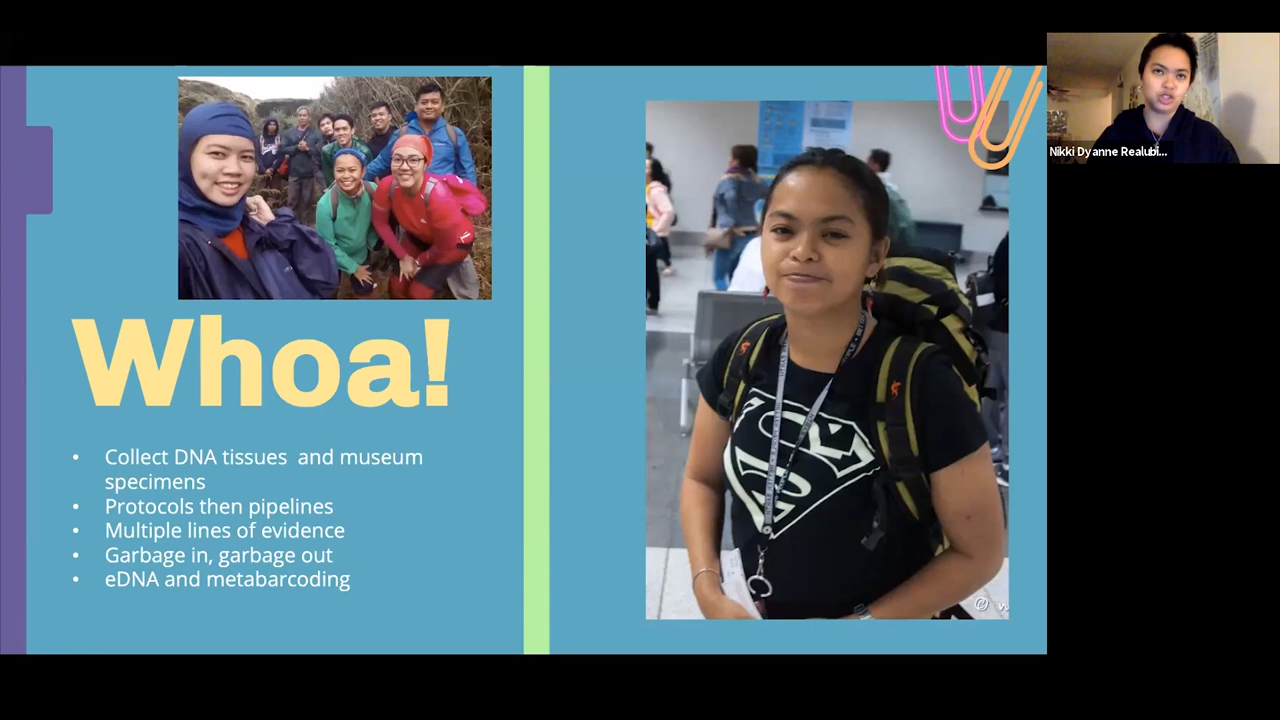 Whoa!
• Collect DNA tissues and museum
specimens
• Protocols then pipelines
• Multiple lines of evidence
• Garbage in, garbage out
• eDNA and metabarcoding
Nikki Dyanne Realubi...